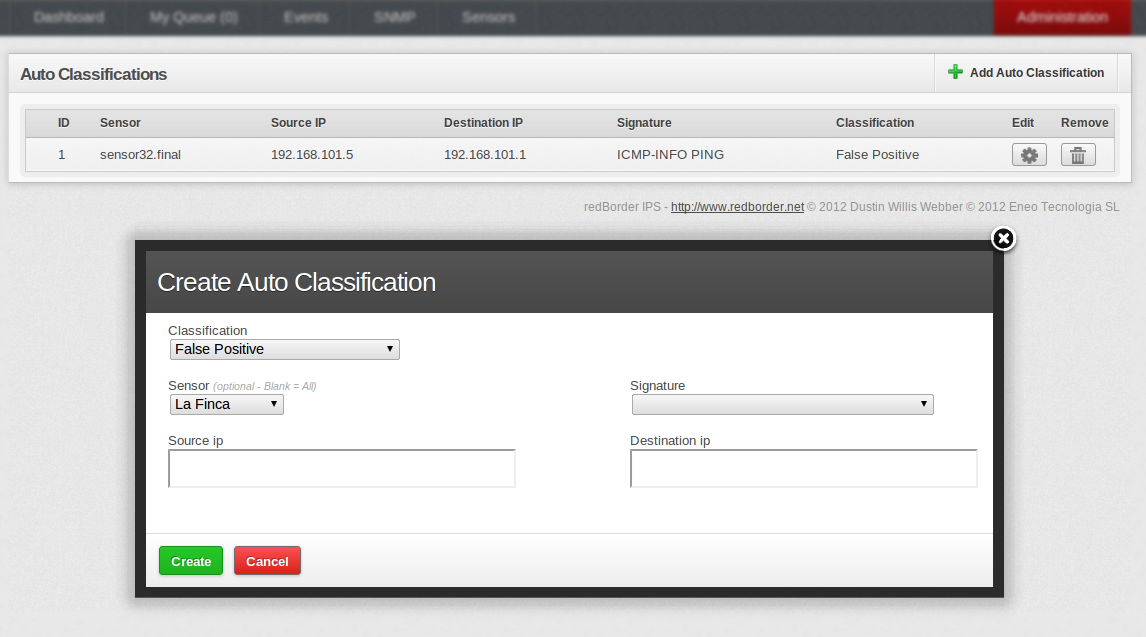 Dashboard My Queue (0) Events SNMP Sensors Administration
Auto Classifications Add Auto Classification
ID Sensor Source IP Destination IP Signature Classification Edit Remove
1 sensor32.final 192.168.101.5 192.168.101.1 ICMP-INFO PING False Positive
redBorder IPS - http://www.redborder.net © 2012 Dustin Willis Webber © 2012 Eneo Tecnologia SL
Create Auto Classification
Classification
False Positive
Sensor (optional - Blank = All) Signature
La Finca
Source ip Destination ip
Create Cancel